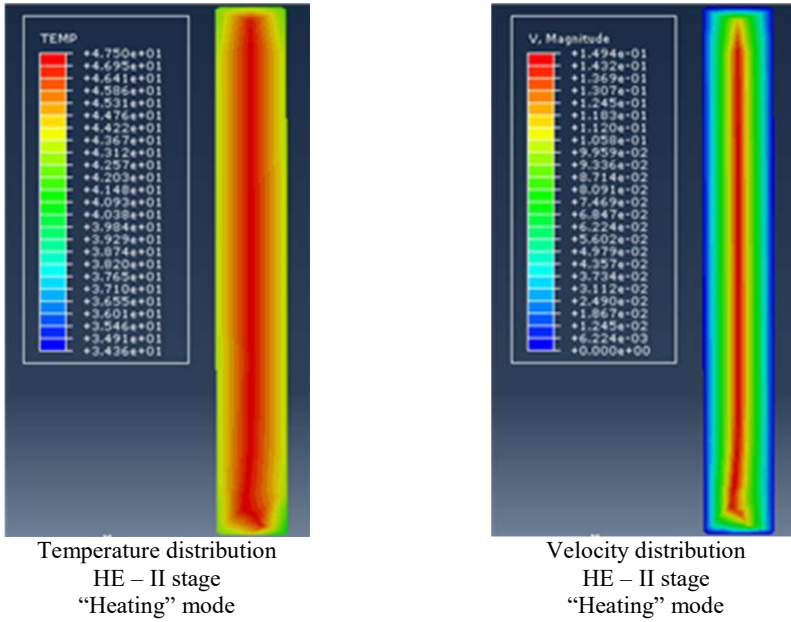 TEMP
+4.750e+01
+4.695e+01
+4.641e+01
+4.586e+01
+4.531e+01
+4.476e+01
+4.422e+01
+4.367e+01
+4.312e+01
+4.257e+01
+4.203e+01
+4.148e+01
+4.093e+01
+4.038e+01
+3.984e+01
+3.929e+01
+3.874e+01
+3.820e+01
+3.765e+01
+3.710e+01
+3.655e+01
+3.601e+01
+3.546e+01
+3.491e+01
+3.436e+01
Temperature distribution
HE – II stage
“Heating” mode
V, Magnitude
+1.494e-01
+1.432e-01
+1.369e-01
+1.307e-01
+1.245e-01
+1.183e-01
+1.120e-01
+1.058e-01
+9.959e-02
+9.336e-02
+8.714e-02
+8.091e-02
+7.469e-02
+6.847e-02
+6.224e-02
+5.602e-02
+4.979e-02
+4.357e-02
+3.734e-02
+3.112e-02
+2.490e-02
+1.867e-02
+1.245e-02
+6.224e-03
+0.000e+00
Velocity distribution
HE – II stage
“Heating” mode